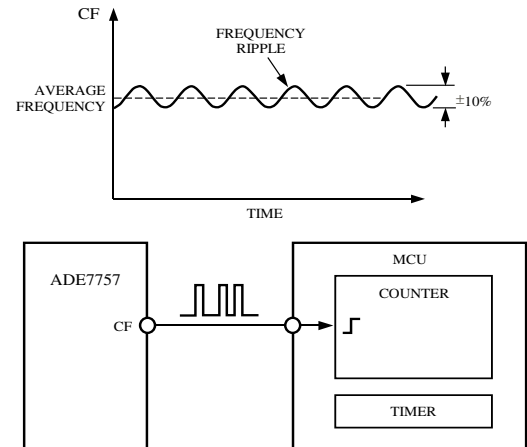 CF
FREQUENCY
RIPPLE
AVERAGE
FREQUENCY
±10%
TIME
ADE7757
CF
MCU
COUNTER
TIMER